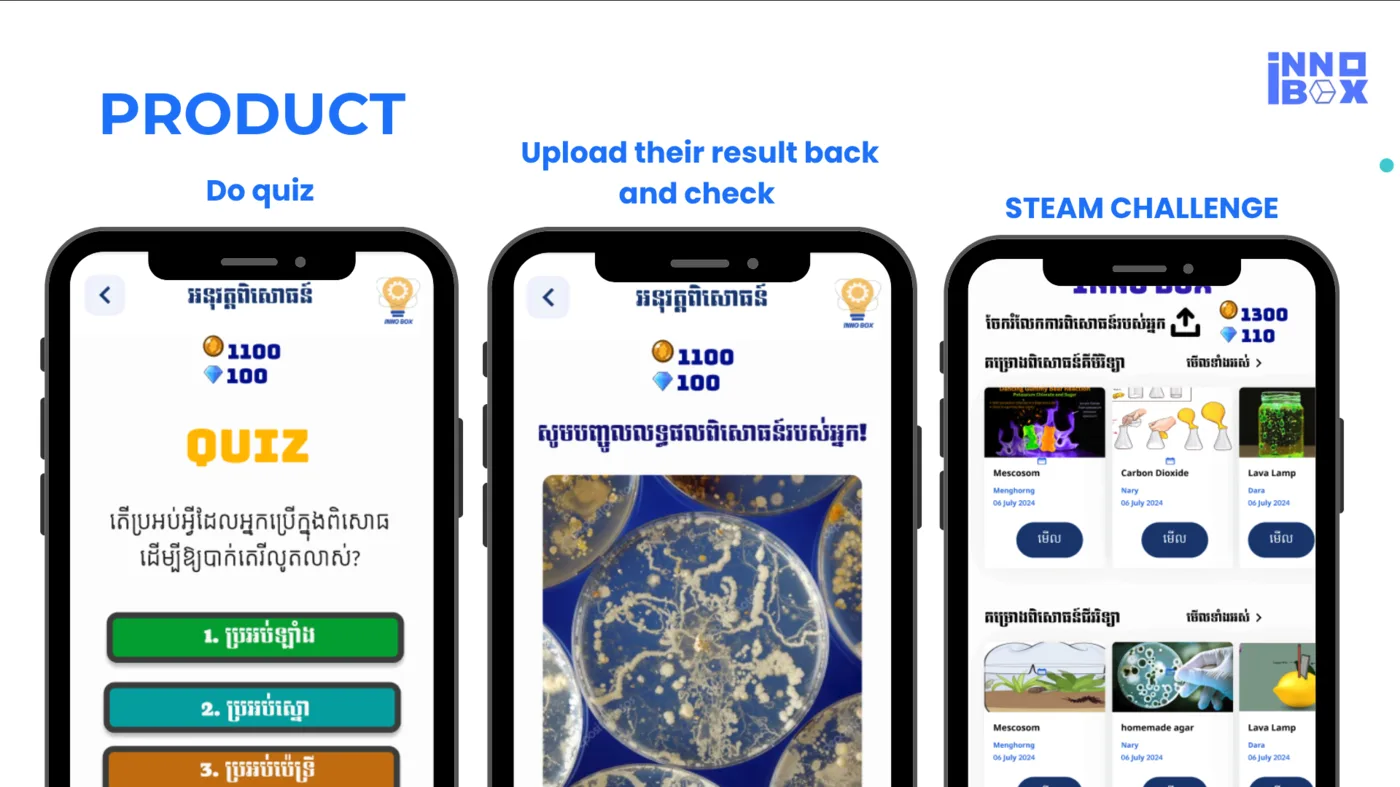 PRODUCT
iNNO
BOX
Do quiz
Upload their result back
and check
STEAM CHALLENGE
អនុវត្តពិសោធន៍
INNO BOX
1100
100
QUIZ
តើប្រអប់អ្វីដែលអ្នកប្រើក្នុងពិសោធ
ដើម្បីឱ្យបាក់តេរីលូតលាស់?
1. ប្រអប់ឡាំង
2. ប្រអប់ស្នោ
3. ប្រអប់ប៉េទ្រី
អនុវត្តពិសោធន៍
INNO BOX
1100
100
សូមបញ្ចូលលទ្ធផលពិសោធន៍របស់អ្នក!
INNO BOX
ចែករំលែកការពិសោធន៍របស់អ្នក
1300
110
គម្រោងពិសោធន៍គីមីវិទ្យា មើលទាំងអស់ >
Dancing Gummy Bear Reaction
Potassium Chlorate and Sugar
Mescosom
Menghorng
06 July 2024
មើល
Carbon Dioxide
Nary
06 July 2024
មើល
Lava Lamp
Dara
06 July 2024
មើល
គម្រោងពិសោធន៍ជីវវិទ្យា មើលទាំងអស់ >
Mescosom
Menghorng
06 July 2024
homemade agar
Nary
06 July 2024
Lava Lamp
Dara
06 July 2024